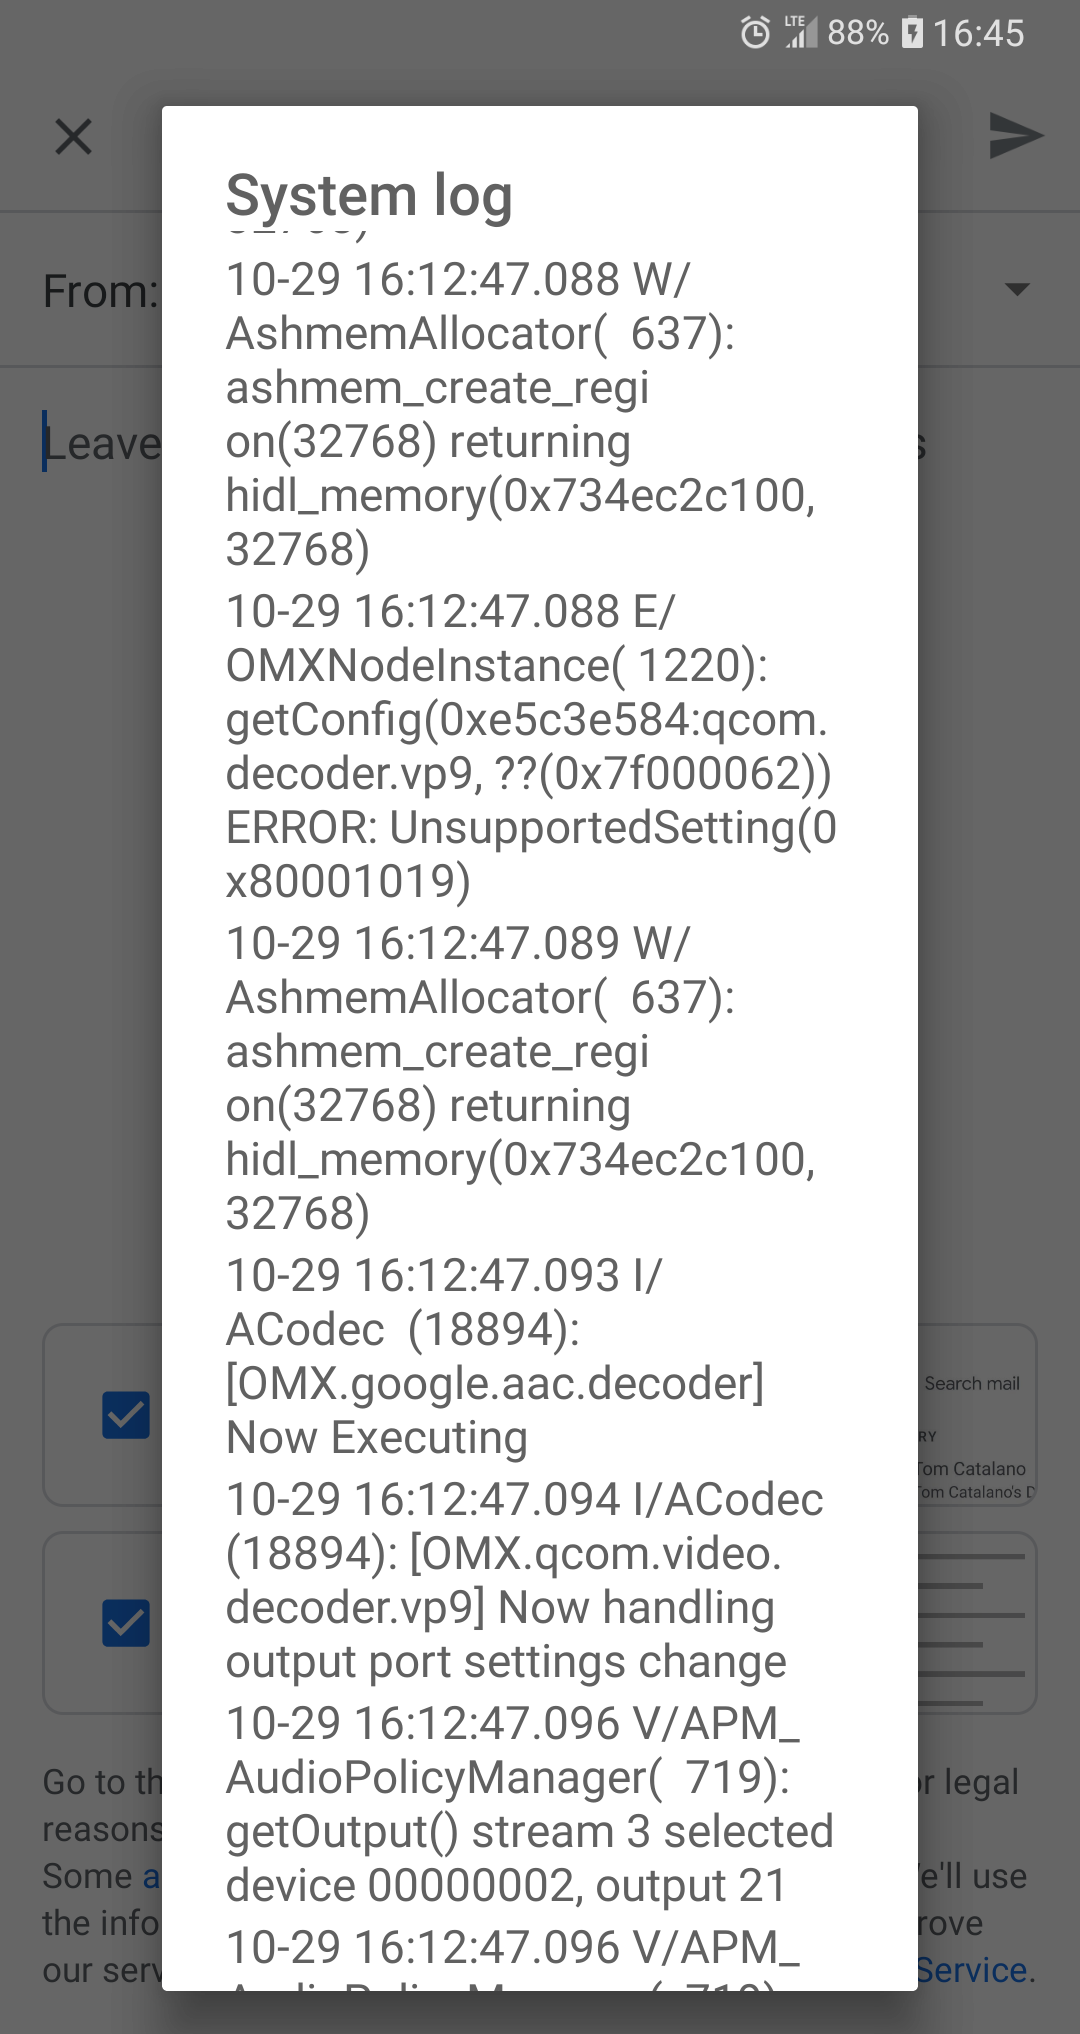 LTE 88% 16:45
System log
From:
Leave
10-29 16:12:47.088 W/
AshmemAllocator(  637):
ashmem_create_regi
on(32768) returning
hidl_memory(0x734ec2c100,
32768)
10-29 16:12:47.088 E/
OMXNodeInstance( 1220):
getConfig(0xe5c3e584:qcom.
decoder.vp9, ??(0x7f000062))
ERROR: UnsupportedSetting(0
x80001019)
10-29 16:12:47.089 W/
AshmemAllocator(  637):
ashmem_create_regi
on(32768) returning
hidl_memory(0x734ec2c100,
32768)
10-29 16:12:47.093 I/
ACodec  (18894):
[OMX.google.aac.decoder]
Now Executing
10-29 16:12:47.094 I/ACodec
(18894): [OMX.qcom.video.
decoder.vp9] Now handling
output port settings change
10-29 16:12:47.096 V/APM_
AudioPolicyManager(  719):
getOutput() stream 3 selected
device 00000002, output 21
10-29 16:12:47.096 V/APM_
Search mail
RY
Tom Catalano
Tom Catalano's D
Go to th
r legal
reasons
Some a
e'll use
the info
rove
our serv
Service.